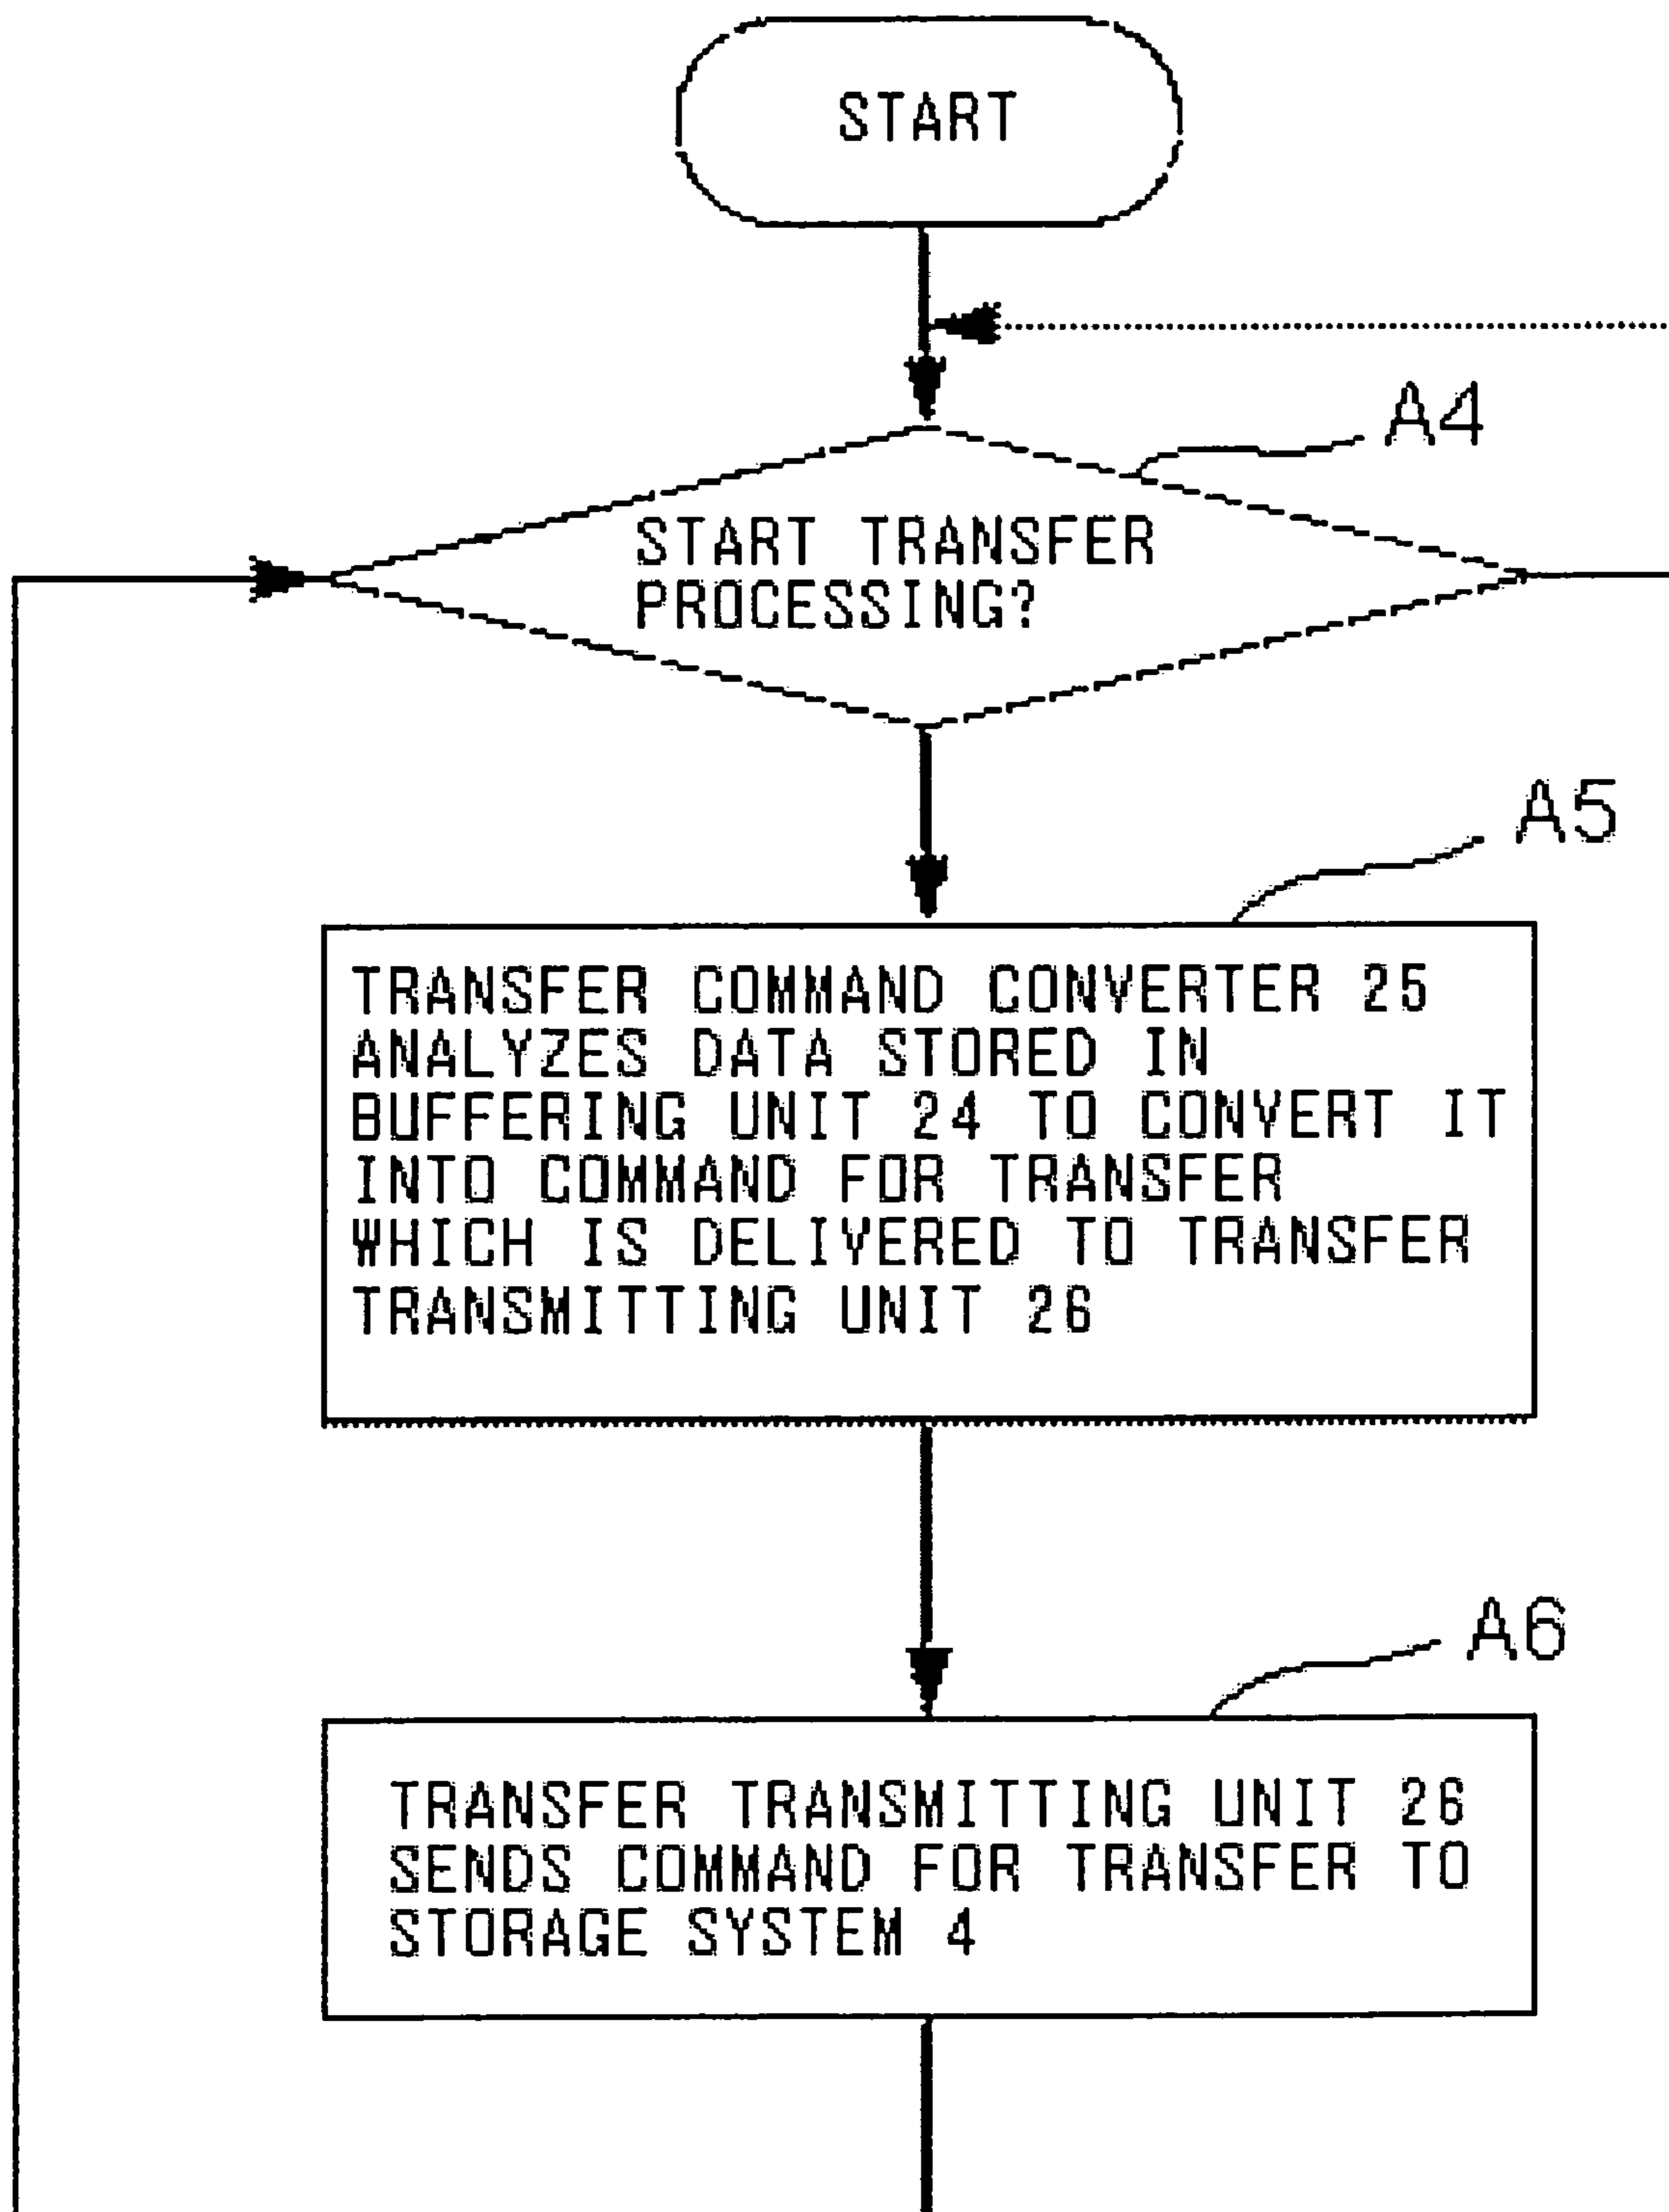 START
A4
START TRANSFER
PROCESSING?
A5
TRANSFER COMMAND CONVERTER 25
ANALYZES DATA STORED IN
BUFFERING UNIT 24 TO CONVERT IT
INTO COMMAND FOR TRANSFER
WHICH IS DELIVERED TO TRANSFER
TRANSMITTING UNIT 26
A6
TRANSFER TRANSMITTING UNIT 26
SENDS COMMAND FOR TRANSFER TO
STORAGE SYSTEM 4